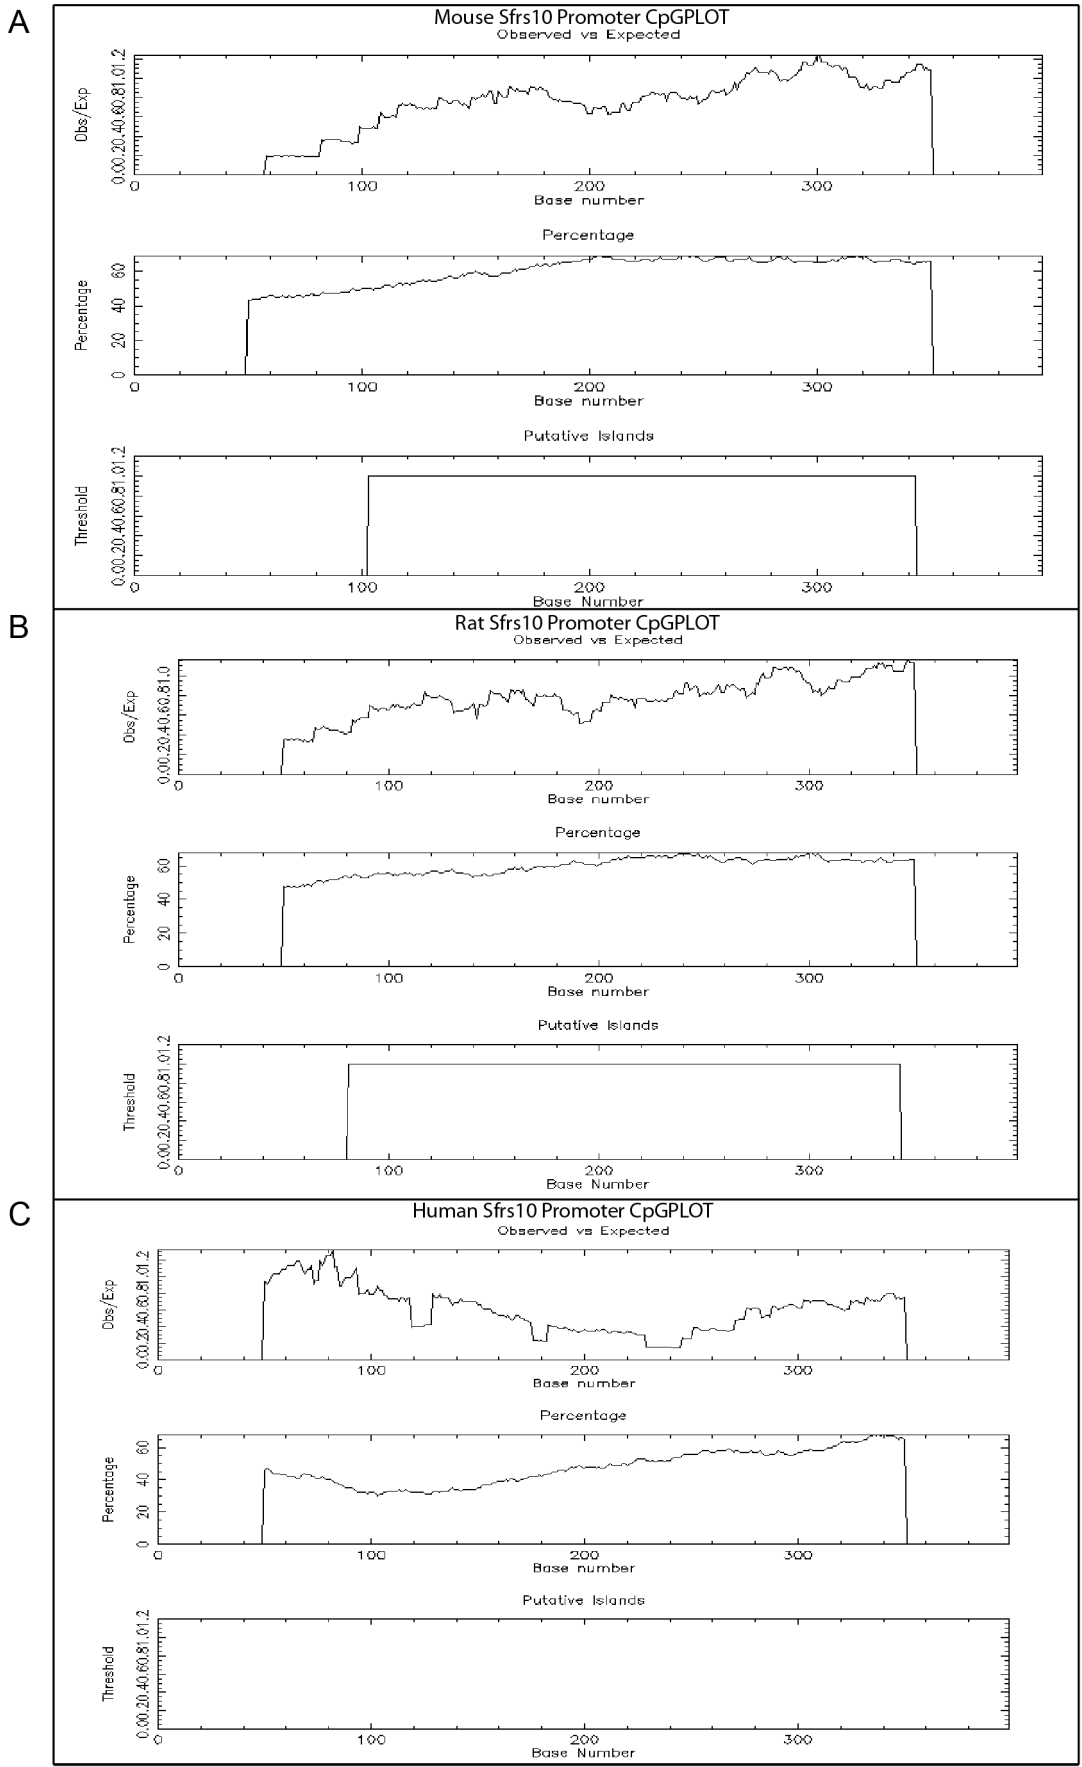 A
Mouse Sfrs10 Promoter CpGPLOT
Observed vs Expected
Obs/Exp
0.00.20.40.60.81.01.2
0 100 200 300
Base number
Percentage
Percentage
0 20 40 60
0 100 200 300
Base number
Putative Islands
Threshold
0.00.20.40.60.81.01.2
0 100 200 300
Base Number
B
Rat Sfrs10 Promoter CpGPLOT
Observed vs Expected
Obs/Exp
0.00.20.40.60.81.0
0 100 200 300
Base number
Percentage
Percentage
0 20 40 60
0 100 200 300
Base number
Putative Islands
Threshold
0.00.20.40.60.81.01.2
0 100 200 300
Base Number
C
Human Sfrs10 Promoter CpGPLOT
Observed vs Expected
Obs/Exp
0.00.20.40.60.81.01.2
0 100 200 300
Base number
Percentage
Percentage
0 20 40 60
0 100 200 300
Base number
Putative Islands
Threshold
0.00.20.40.60.81.01.2
0 100 200 300
Base Number